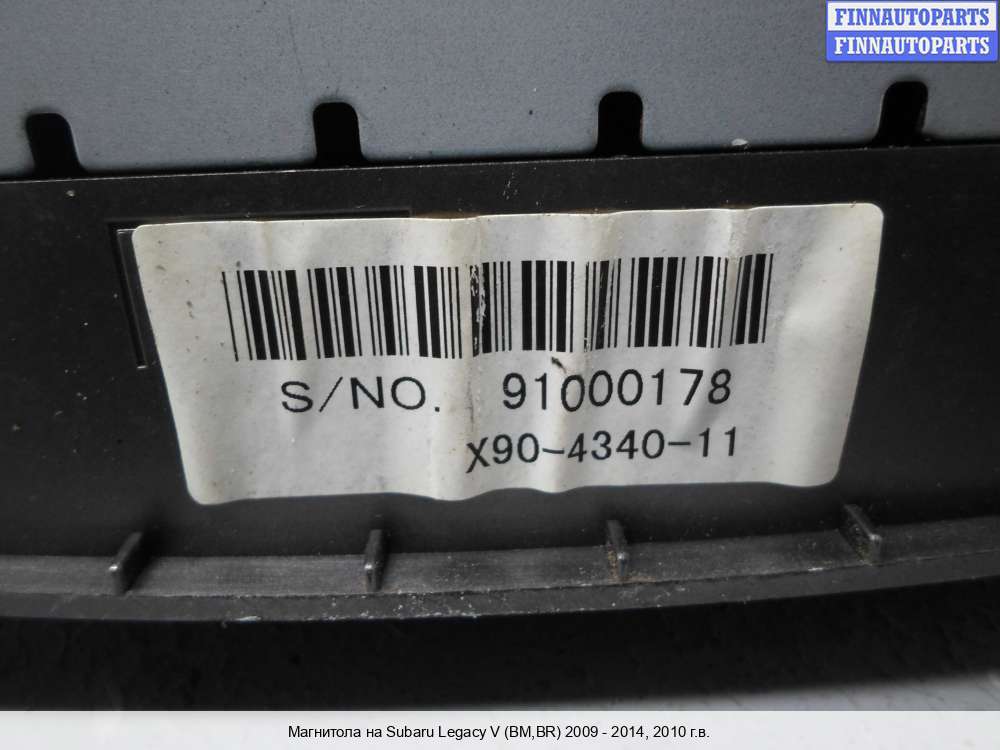 FINNAUTOPARTS
FINNAUTOPARTS
S/NO. 91000178
X90-4340-11
Магнитола на Subaru Legacy V (BM,BR) 2009 - 2014, 2010 г.в.